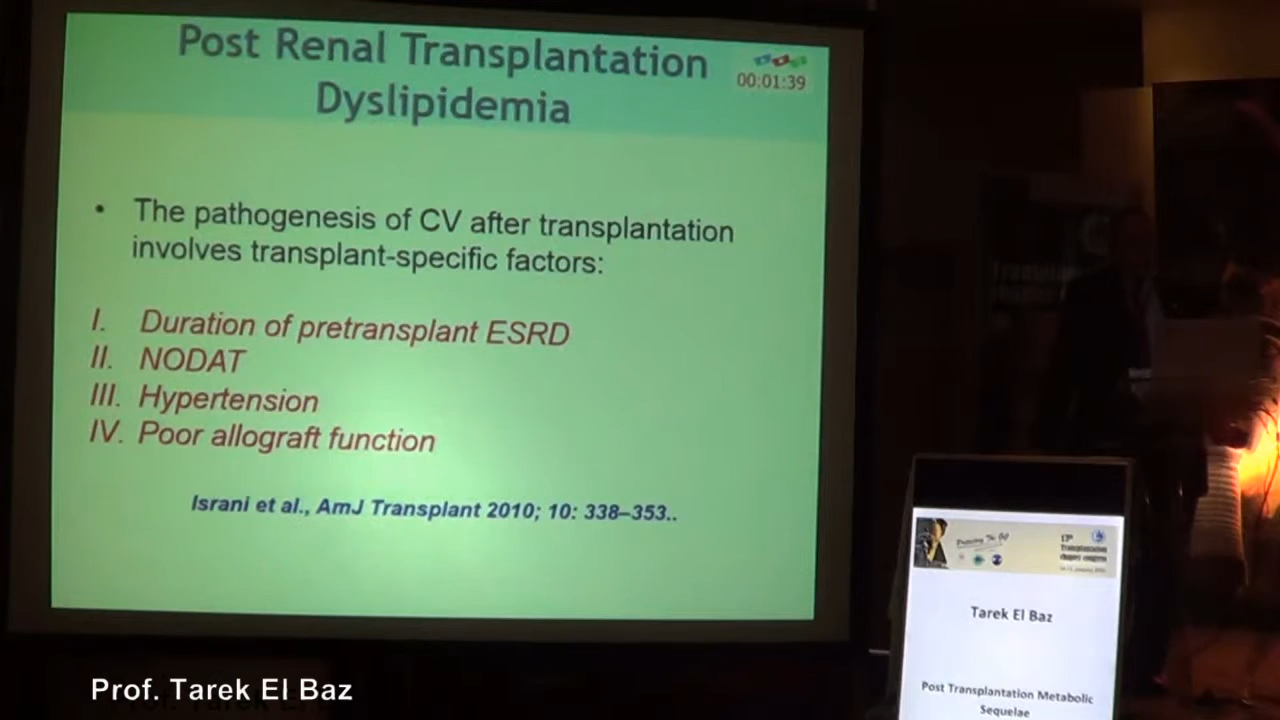 Post Renal Transplantation
Dyslipidemia
00:01:39
• The pathogenesis of CV after transplantation
involves transplant-specific factors:
I. Duration of pretransplant ESRD
II. NODAT
III. Hypertension
IV. Poor allograft function
Israni et al., AmJ Transplant 2010; 10: 338–353..
13th
Transplantation
Tarek El Baz
Post Transplantation Metabolic
Sequelae
Prof. Tarek El Baz